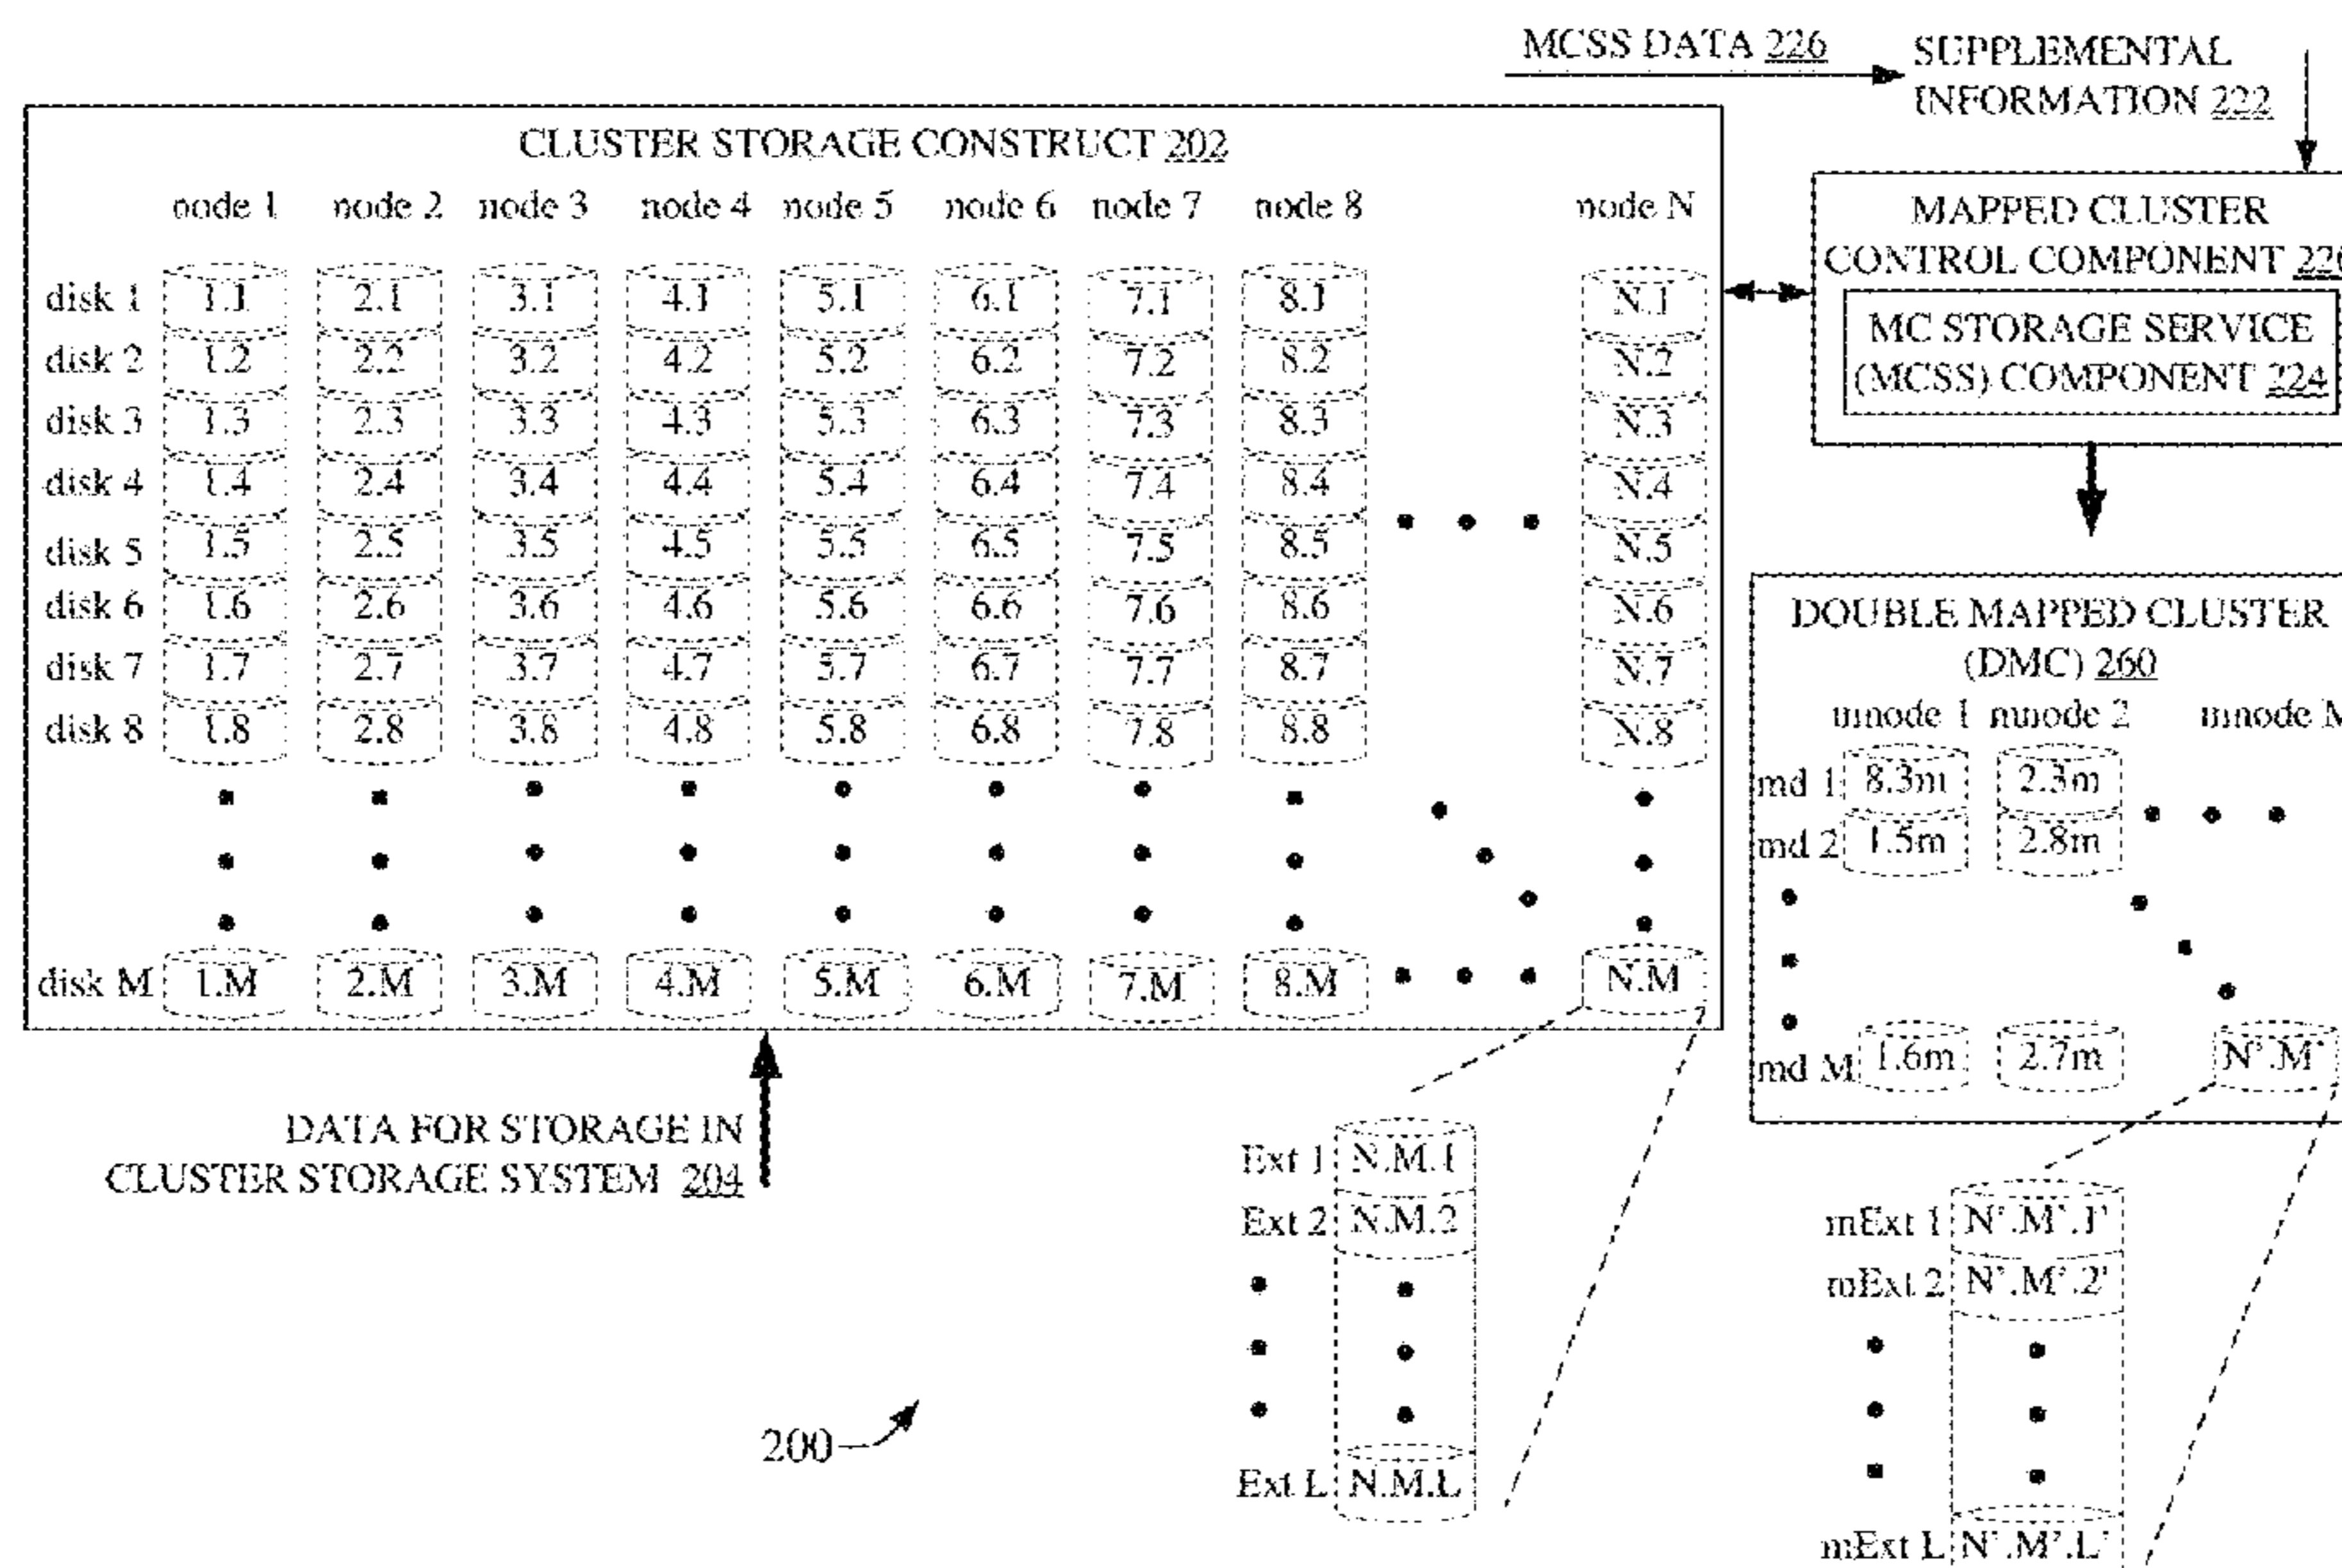 MCSS DATA 226
SUPPLEMENTAL
INFORMATION 222
CLUSTER STORAGE CONSTRUCT 202
node 1 node 2 node 3 node 4 node 5 node 6 node 7 node 8 node N
disk 1 1.1 2.1 3.1 4.1 5.1 6.1 7.1 8.1 N.1
disk 2 1.2 2.2 3.2 4.2 5.2 6.2 7.2 8.2 N.2
disk 3 1.3 2.3 3.3 4.3 5.3 6.3 7.3 8.3 N.3
disk 4 1.4 2.4 3.4 4.4 5.4 6.4 7.4 8.4 N.4
disk 5 1.5 2.5 3.5 4.5 5.5 6.5 7.5 8.5 N.5
disk 6 1.6 2.6 3.6 4.6 5.6 6.6 7.6 8.6 N.6
disk 7 1.7 2.7 3.7 4.7 5.7 6.7 7.7 8.7 N.7
disk 8 1.8 2.8 3.8 4.8 5.8 6.8 7.8 8.8 N.8
disk M 1.M 2.M 3.M 4.M 5.M 6.M 7.M 8.M N.M
MAPPED CLUSTER
CONTROL COMPONENT
MC STORAGE SERVICE
(MCSS) COMPONENT 224
DOUBLE MAPPED CLUSTER
(DMC) 260
mnode 1 mnode 2 mnode M
md 1 8.3m 2.3m
md 2 1.5m 2.8m
md M 1.6m 2.7m N'.M'
DATA FOR STORAGE IN
CLUSTER STORAGE SYSTEM 204
Ext 1 N.M.1
Ext 2 N.M.2
Ext L N.M.L
mExt 1 N'.M'.1'
mExt 2 N'.M'.2'
mExt L N'.M'.L'
200